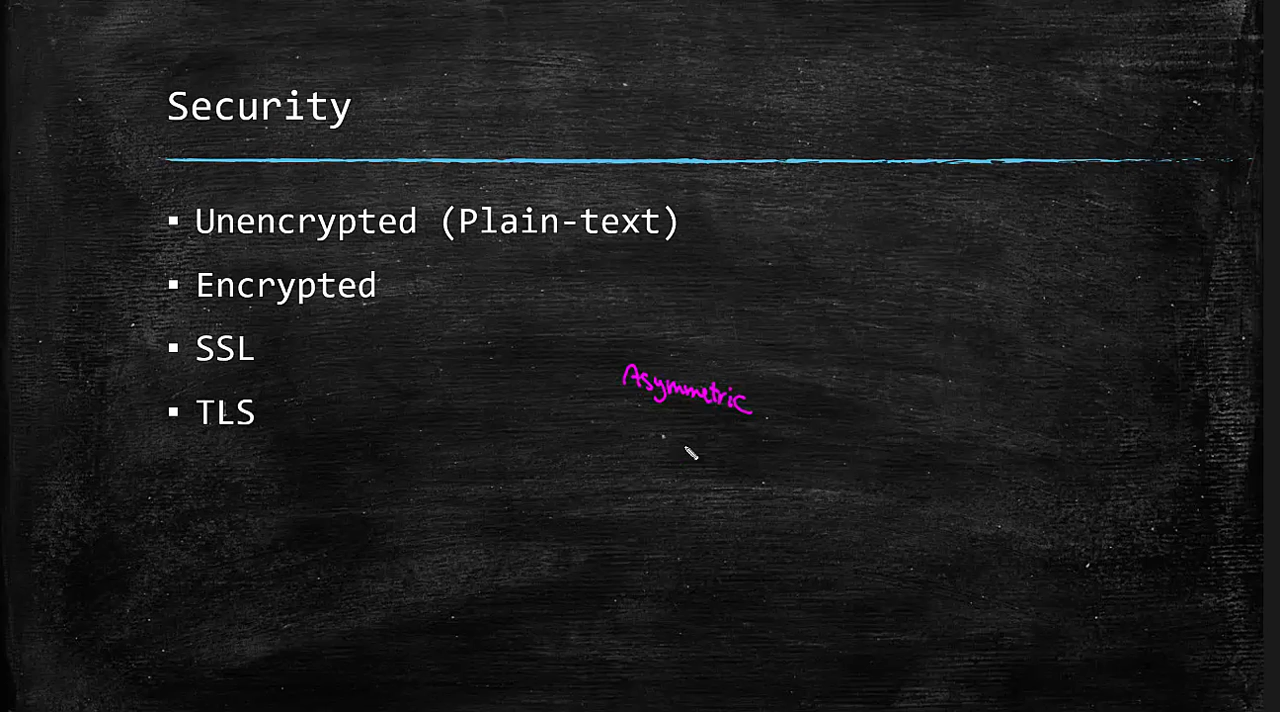 Security
▪ Unencrypted (Plain-text)
▪ Encrypted
▪ SSL
▪ TLS
Asymmetric